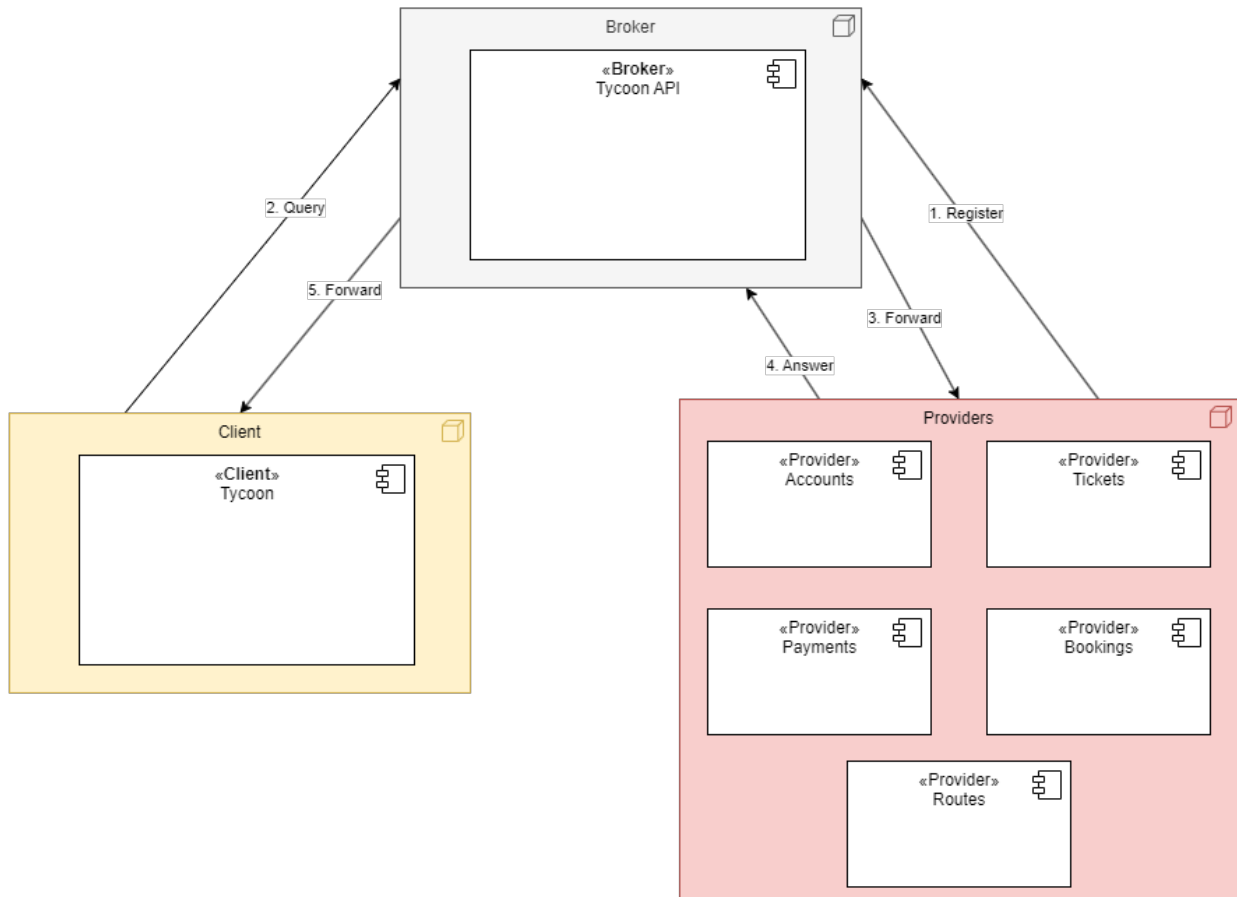 Broker
«Broker»
Tycoon API
2. Query
1. Register
5. Forward
3. Forward
4. Answer
Client
«Client»
Tycoon
Providers
«Provider»
Accounts
«Provider»
Tickets
«Provider»
Payments
«Provider»
Bookings
«Provider»
Routes